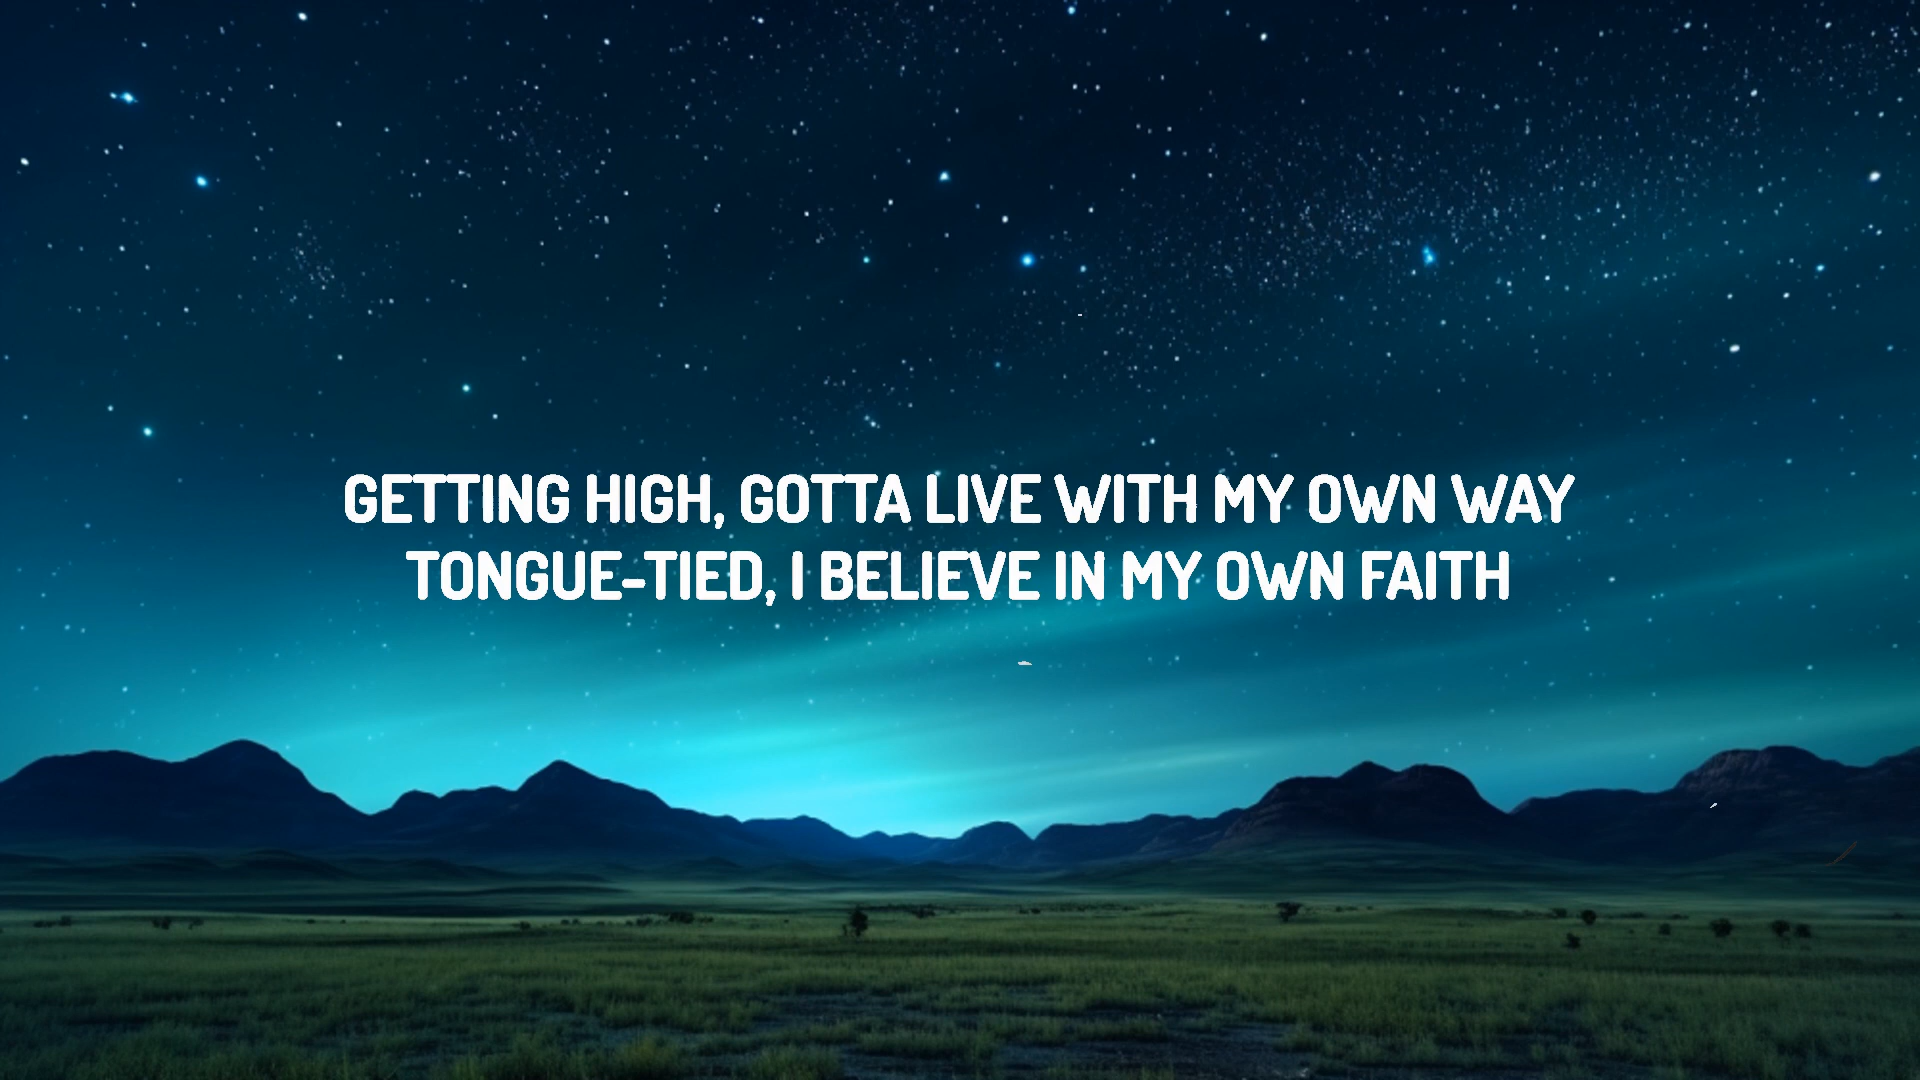 GETTING HIGH, GOTTA LIVE WITH MY OWN WAY
TONGUE-TIED, I BELIEVE IN MY OWN FAITH